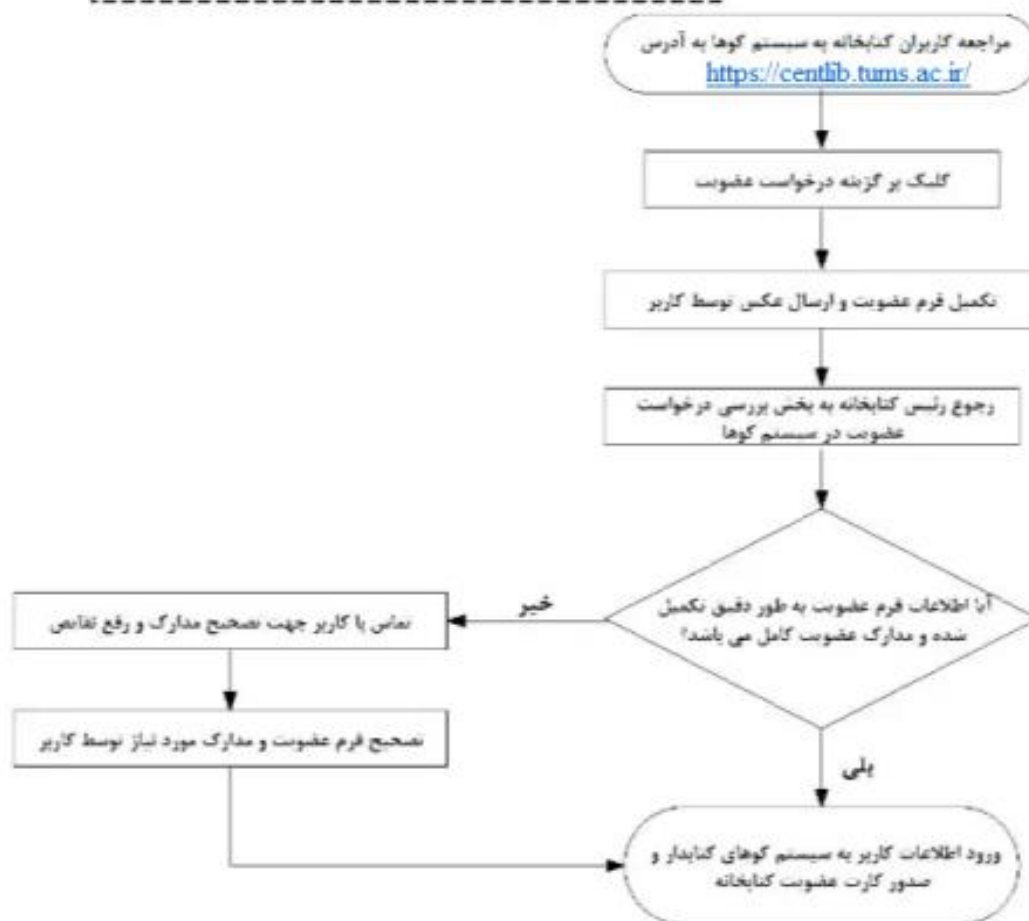 مراجعه کاربران کتابخانه به سیستم کوها به آدرس
https://centlib.tums.ac.ir/
کلیک بر گزینه درخواست عضویت
تکمیل فرم عضویت و ارسال عکس توسط کاربر
رجوع رئیس کتابخانه به بخش بررسی درخواست
عضویت در سیستم کوها
آیا اطلاعات فرم عضویت به طور دقیق تکمیل
شده و مدارک عضویت کامل می باشد؟
خیر
تماس با کاربر جهت تصحیح مدارک و رفع نقایص
تصحیح فرم عضویت و مدارک مورد نیاز توسط کاربر
بلی
ورود اطلاعات کاربر به سیستم کوهای کتابدار و
صدور کارت عضویت کتابخانه